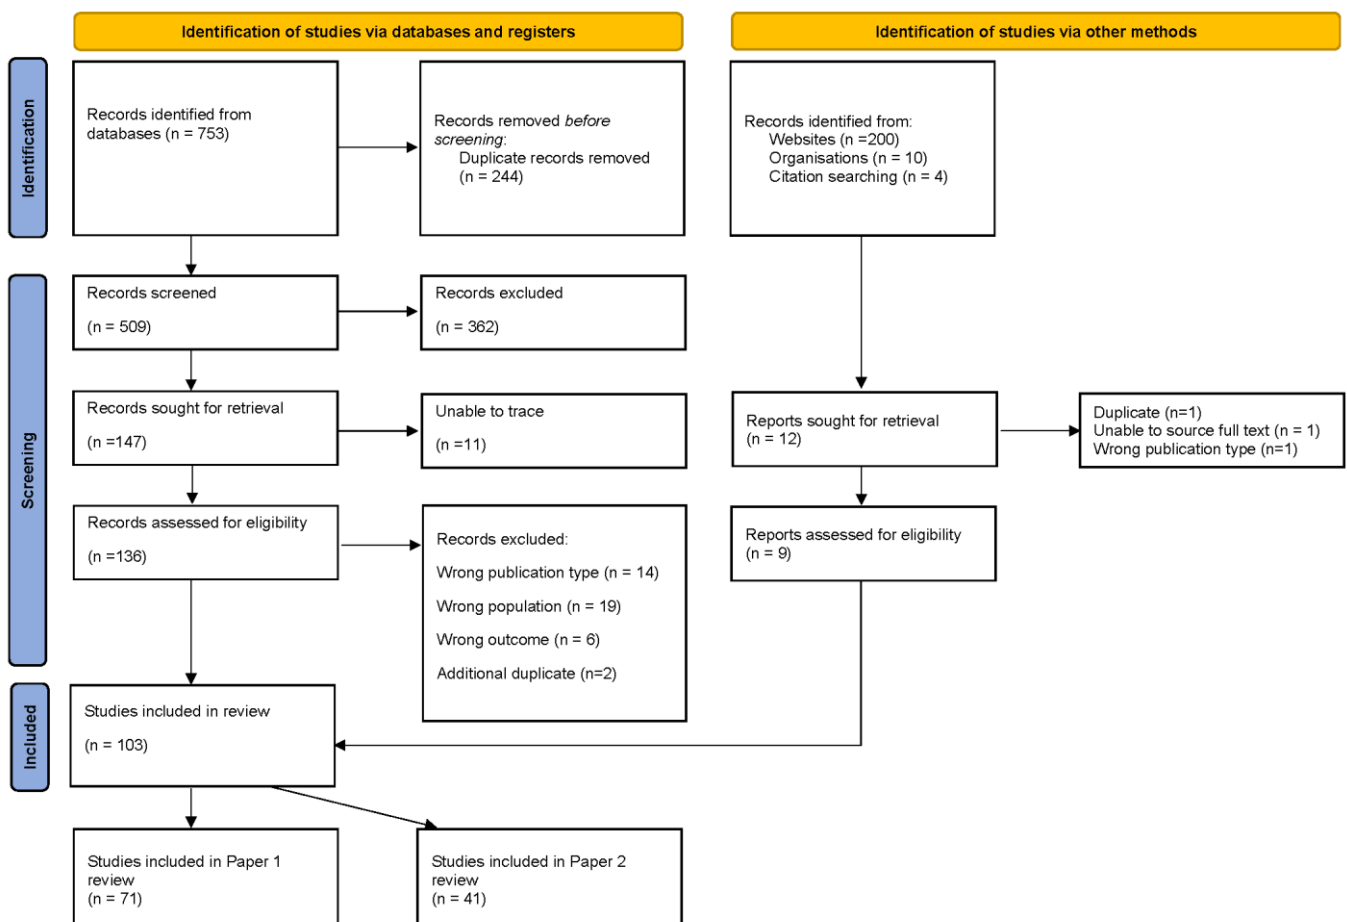 Identification of studies via databases and registers
Identification of studies via other methods
Identification
Records identified from
databases (n = 753)
Records removed before
screening:
Duplicate records removed
(n = 244)
Records identified from:
Websites (n =200)
Organisations (n = 10)
Citation searching (n = 4)
Screening
Records screened
(n = 509)
Records excluded
(n = 362)
Records sought for retrieval
(n =147)
Unable to trace
(n =11)
Reports sought for retrieval
(n = 12)
Duplicate (n=1)
Unable to source full text (n = 1)
Wrong publication type (n=1)
Records assessed for eligibility
(n =136)
Records excluded:
Wrong publication type (n = 14)
Wrong population (n = 19)
Wrong outcome (n = 6)
Additional duplicate (n=2)
Reports assessed for eligibility
(n = 9)
Included
Studies included in review
(n = 103)
Studies included in Paper 1
review
(n = 71)
Studies included in Paper 2
review
(n = 41)